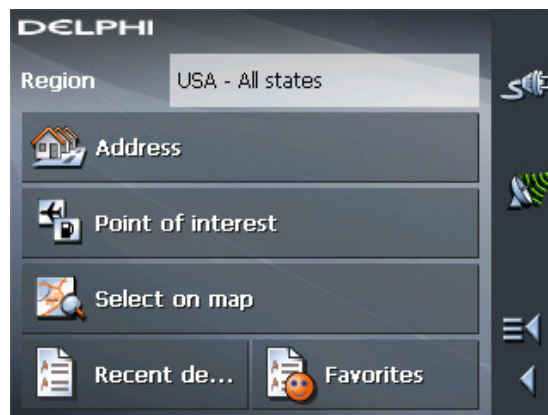 DELPHI
Region USA - All states
Address
Point of interest
Select on map
Recent de... Favorites